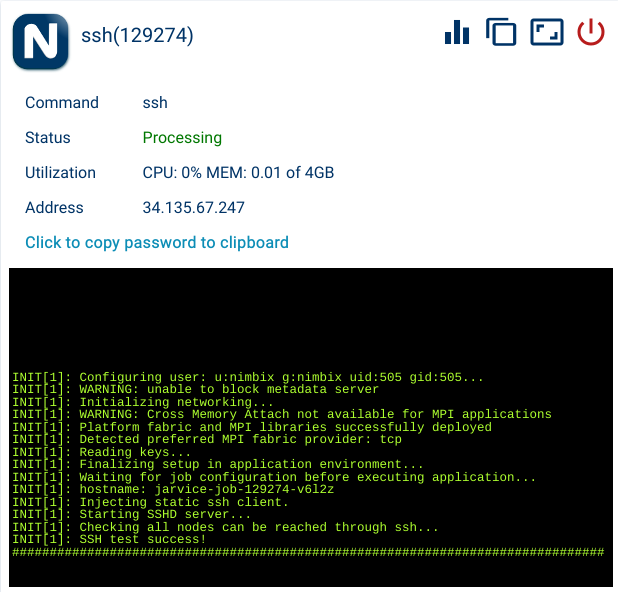 N ssh(129274)
Command ssh
Status Processing
Utilization CPU: 0% MEM: 0.01 of 4GB
Address 34.135.67.247
Click to copy password to clipboard
INIT[1]: Configuring user: u:nimbix g:nimbix uid:505 gid:505...
INIT[1]: WARNING: unable to block metadata server
INIT[1]: Initializing networking...
INIT[1]: WARNING: Cross Memory Attach not available for MPI applications
INIT[1]: Platform fabric and MPI libraries successfully deployed
INIT[1]: Detected preferred MPI fabric provider: tcp
INIT[1]: Reading keys...
INIT[1]: Finalizing setup in application environment...
INIT[1]: Waiting for job configuration before executing application...
INIT[1]: hostname: jarvice-job-129274-v6l2z
INIT[1]: Injecting static ssh client.
INIT[1]: Starting SSHD server...
INIT[1]: Checking all nodes can be reached through ssh...
INIT[1]: SSH test success!
###############################################################################